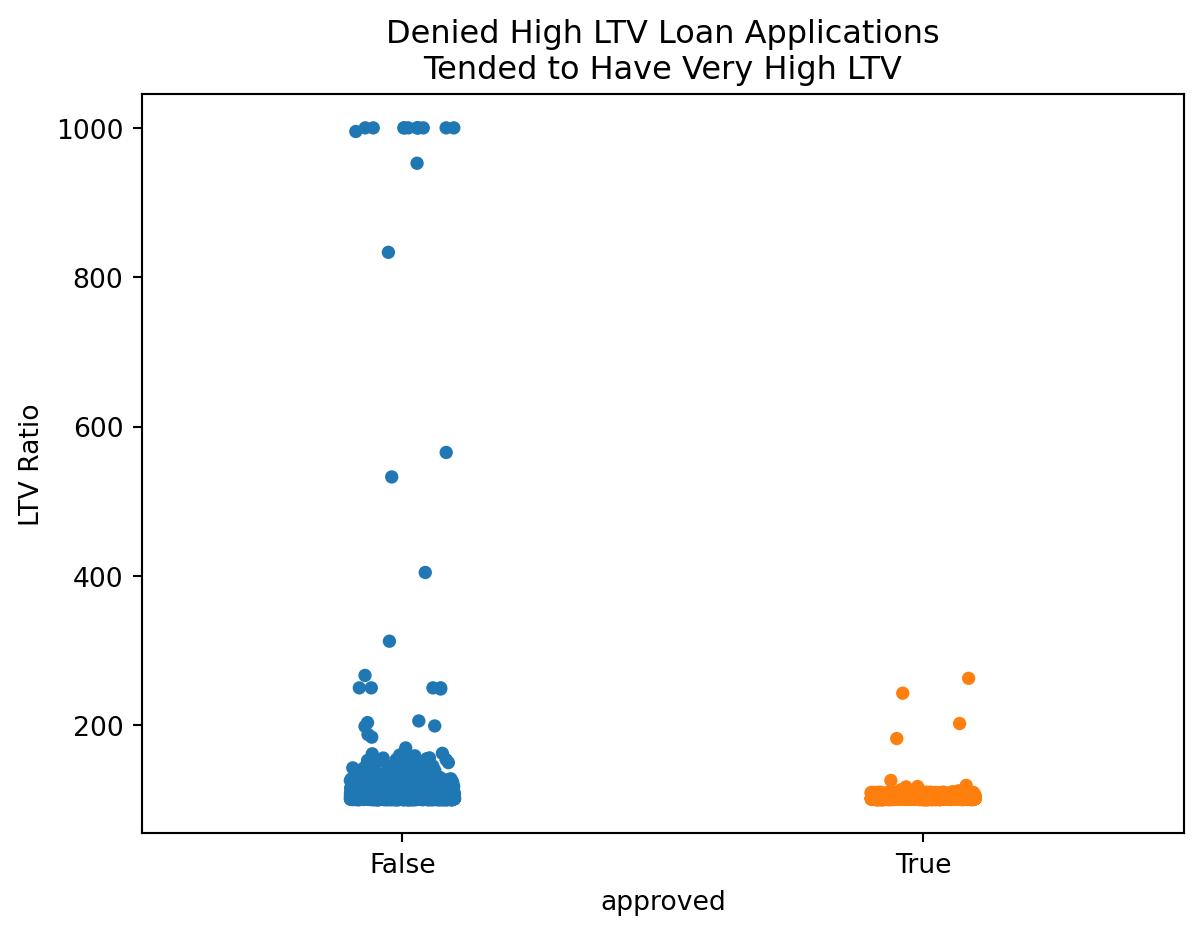 Denied High LTV Loan Applications
Tended to Have Very High LTV
1000
800
600
400
200
LTV Ratio
False
True
approved